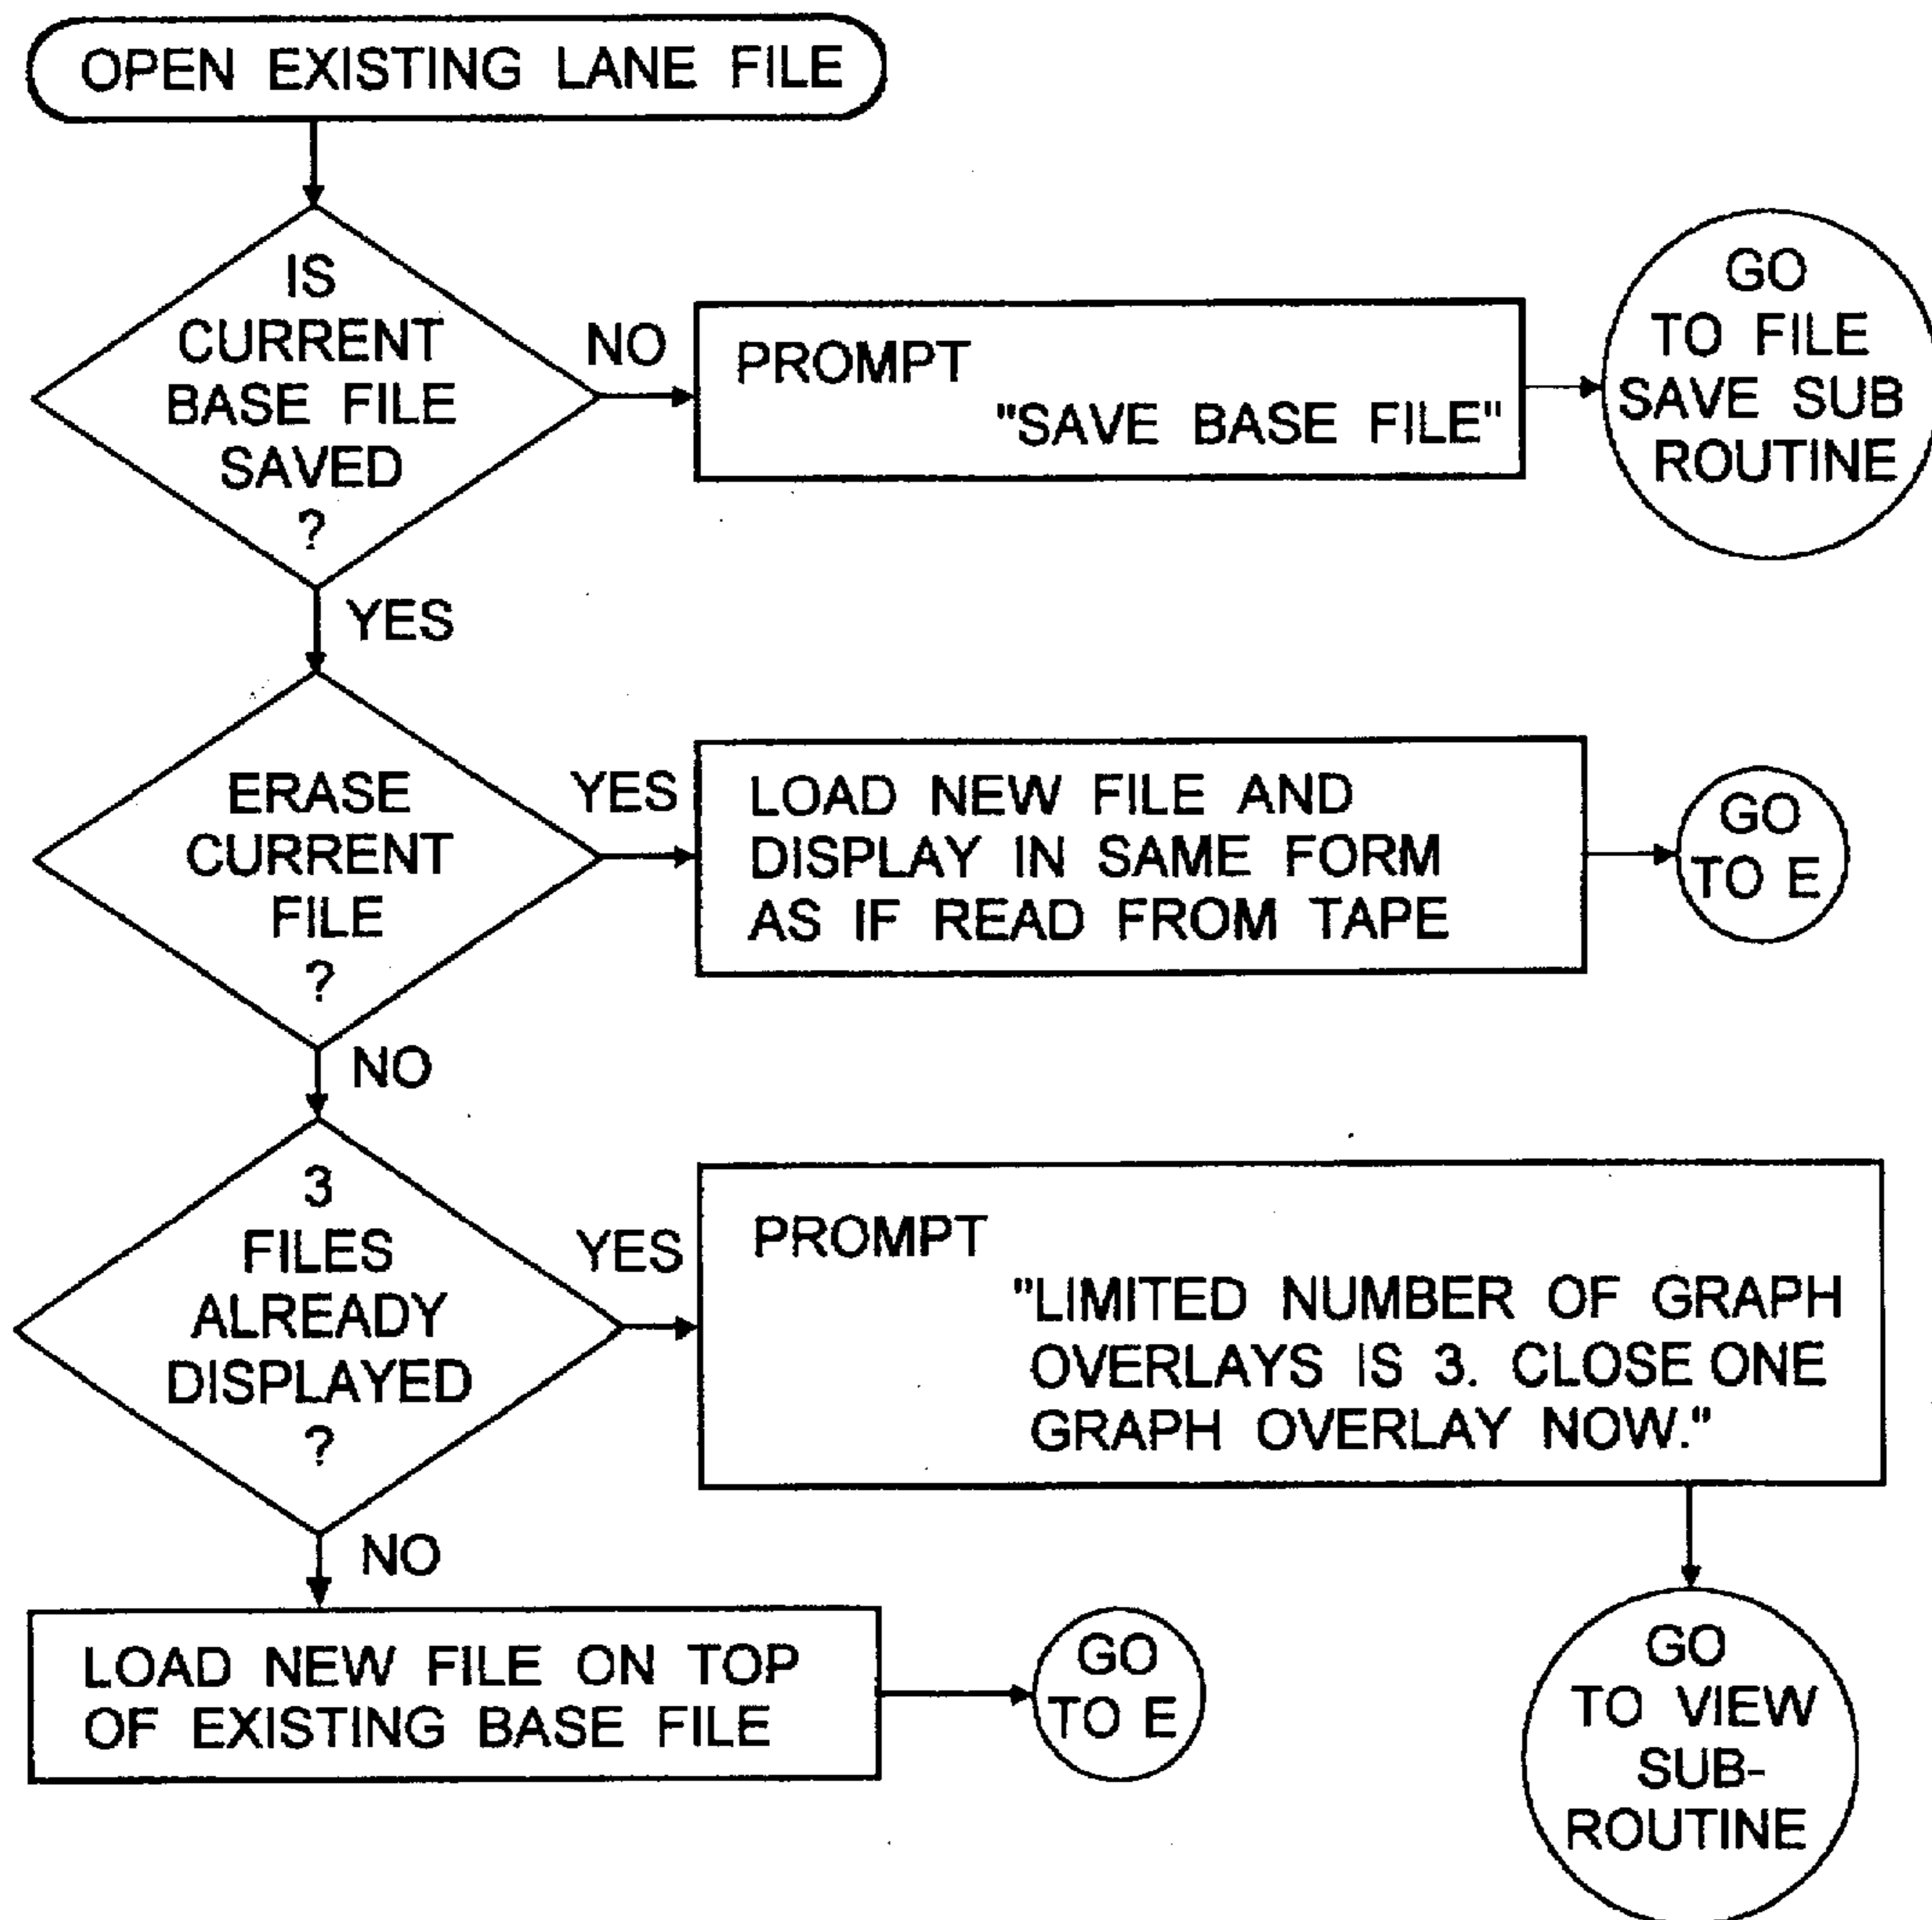 OPEN EXISTING LANE FILE
IS
CURRENT
BASE FILE
SAVED
?
NO
PROMPT
"SAVE BASE FILE"
GO
TO FILE
SAVE SUB
ROUTINE
YES
ERASE
CURRENT
FILE
?
YES
LOAD NEW FILE AND
DISPLAY IN SAME FORM
AS IF READ FROM TAPE
GO
TO E
NO
3
FILES
ALREADY
DISPLAYED
?
YES
PROMPT
"LIMITED NUMBER OF GRAPH
OVERLAYS IS 3. CLOSE ONE
GRAPH OVERLAY NOW."
NO
LOAD NEW FILE ON TOP
OF EXISTING BASE FILE
GO
TO E
GO
TO VIEW
SUB-
ROUTINE